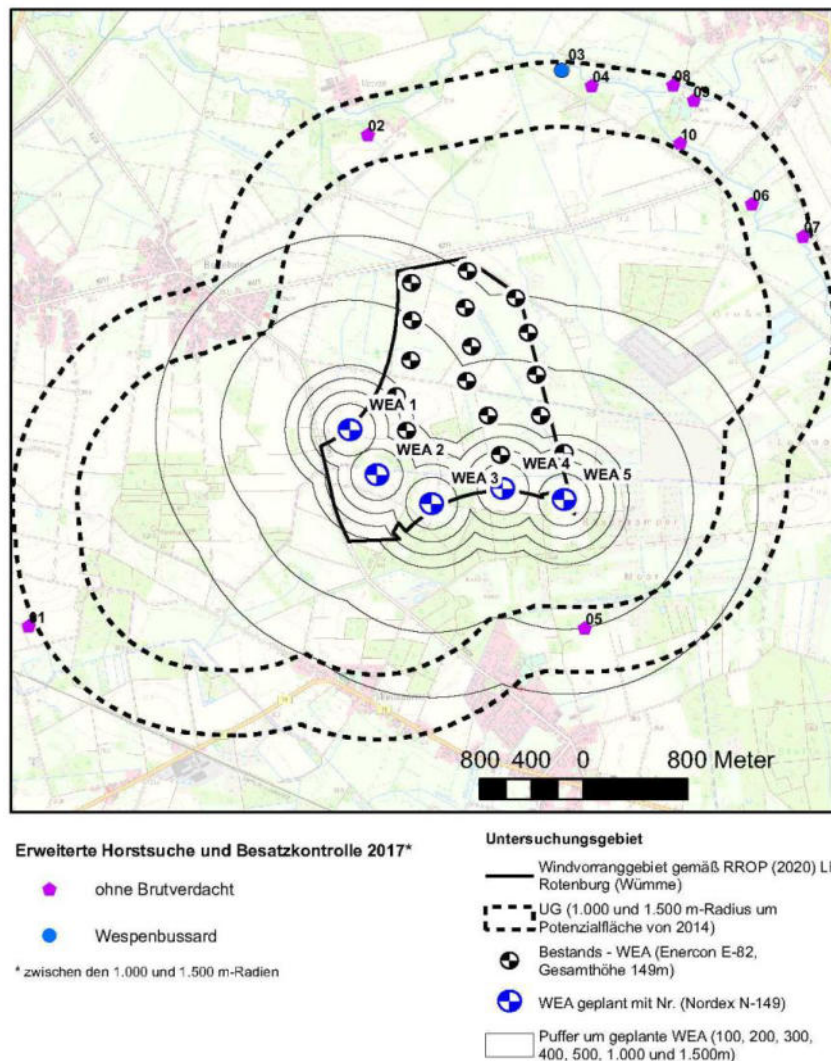 03
04
08
09
02
10
06
07
WEA 1
WEA 2
WEA 4
WEA 3
WEA 5
01
05
800 400 0 800 Meter
Erweiterte Horstsuche und Besatzkontrolle 2017*
ohne Brutverdacht
Wespenbussard
* zwischen den 1.000 und 1.500 m-Radien
Untersuchungsgebiet
Windvorranggebiet gemäß RROP (2020) L
Rotenburg (Wümme)
UG (1.000 und 1.500 m-Radius um
Potenzialfläche von 2014)
Bestands - WEA (Enercon E-82,
Gesamthöhe 149m)
WEA geplant mit Nr. (Nordex N-149)
Puffer um geplante WEA (100, 200, 300,
400, 500, 1.000 und 1.500m)